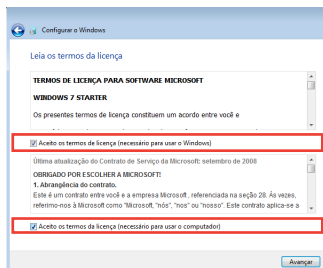 Configurar o Windows
Leia os termos da licença
TERMOS DE LICENÇA PARA SOFTWARE MICROSOFT
WINDOWS 7 STARTER
Os presentes termos de licença constituem um acordo entre você e
Aceito os termos da licença (necessário para usar o Windows)
Última atualização do Contrato de Serviço da Microsoft: setembro de 2008
OBRIGADO POR ESCOLHER A MICROSOFT!
1. Abrangência do contrato.
Este é um contrato entre você e a empresa Microsoft, referenciada na seção 28. Às vezes,
referimo-nos à Microsoft como "Microsoft, "nós", "nos" ou "nosso". Este contrato aplica-se a
Aceito os termos da licença (necessário para usar o computador)
Avançar